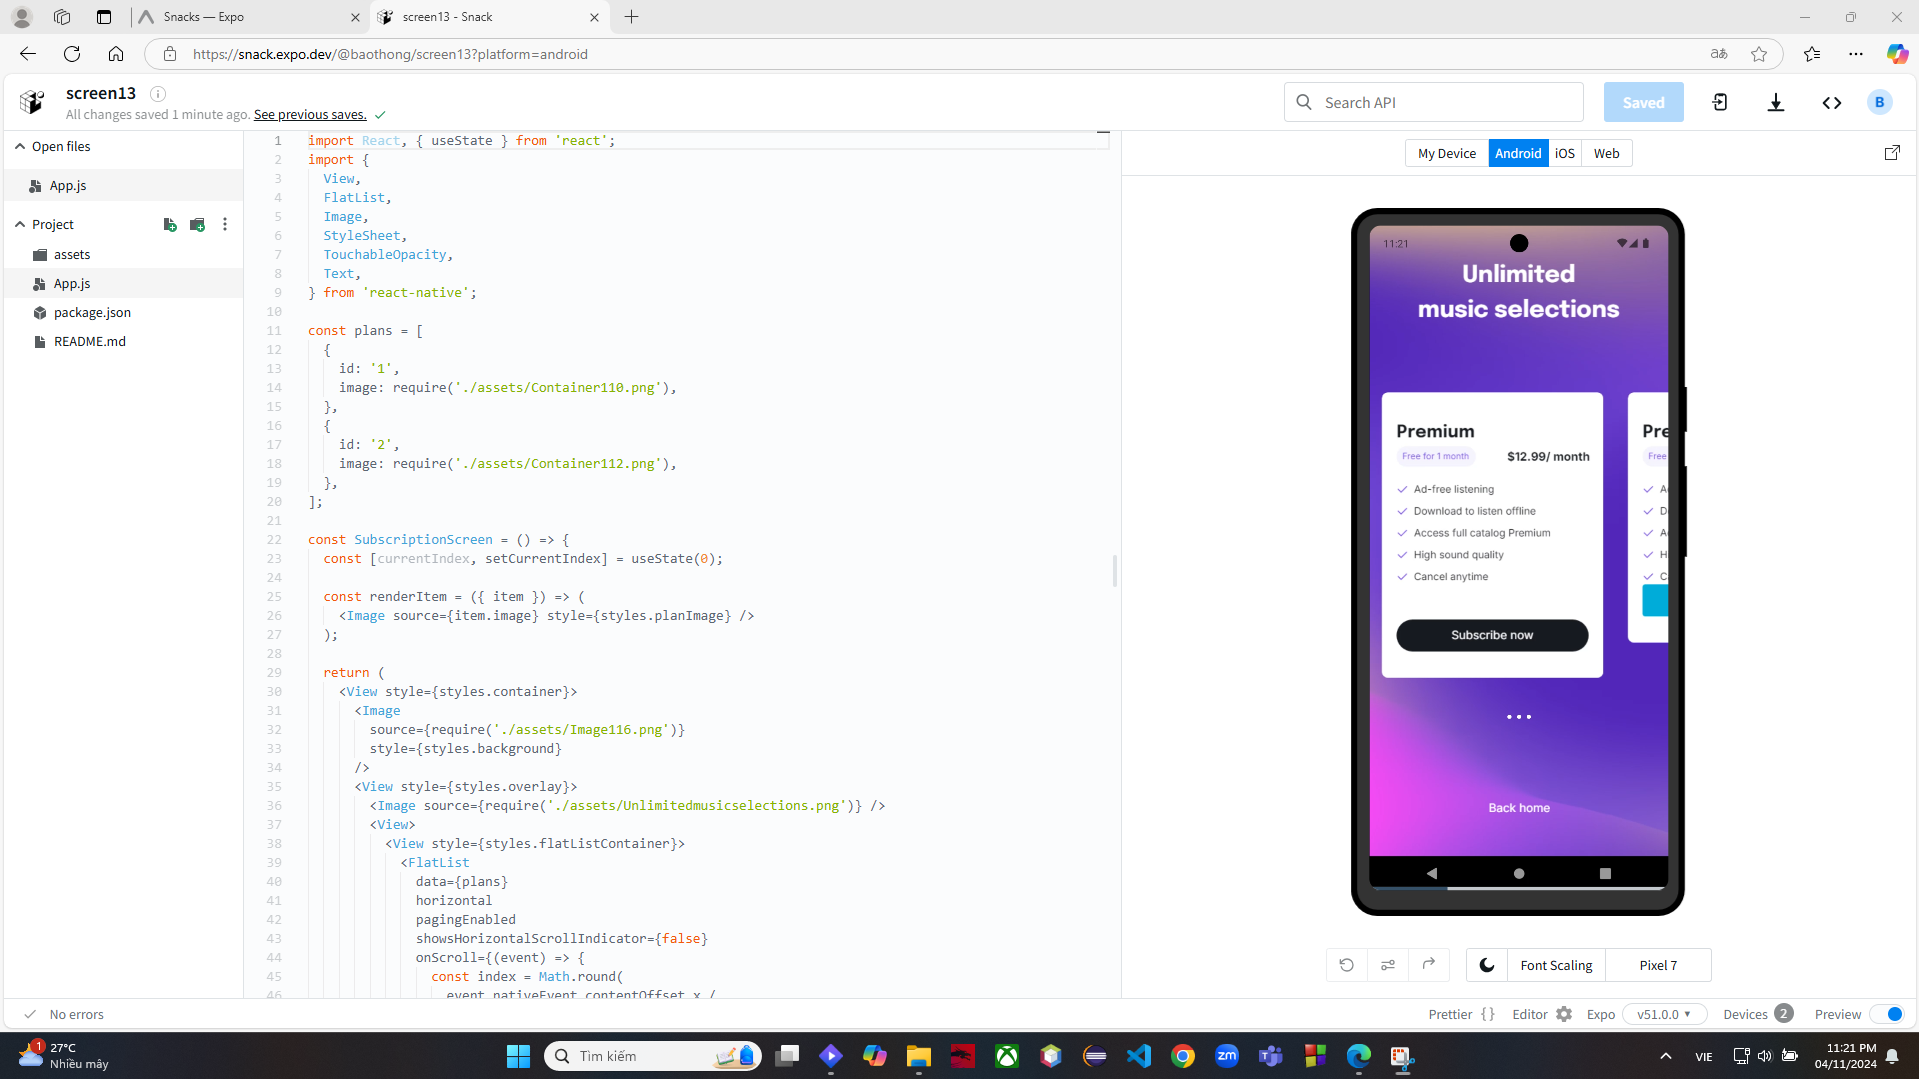 Snacks — Expo
screen13 - Snack
https://snack.expo.dev/@baothong/screen13?platform=android
screen13
All changes saved 1 minute ago. See previous saves.
Search API
Saved
B
Open files
App.js
Project
assets
App.js
package.json
README.md
1 import React, { useState } from 'react';
2 import {
3 View,
4 FlatList,
5 Image,
6 StyleSheet,
7 TouchableOpacity,
8 Text,
9 } from 'react-native';
10
11 const plans = [
12 {
13 id: '1',
14 image: require('./assets/Container110.png'),
15 },
16 {
17 id: '2',
18 image: require('./assets/Container112.png'),
19 },
20 ];
21
22 const SubscriptionScreen = () => {
23 const [currentIndex, setCurrentIndex] = useState(0);
24
25 const renderItem = ({ item }) => (
26 <Image source={item.image} style={styles.planImage} />
27 );
28
29 return (
30 <View style={styles.container}>
31 <Image
32 source={require('./assets/Image116.png')}
33 style={styles.background}
34 />
35 <View style={styles.overlay}>
36 <Image source={require('./assets/Unlimitedmusicselections.png')} />
37 <View>
38 <View style={styles.flatListContainer}>
39 <FlatList
40 data={plans}
41 horizontal
42 pagingEnabled
43 showsHorizontalScrollIndicator={false}
44 onScroll={(event) => {
45 const index = Math.round(
46 event.nativeEvent.contentOffset.x /
My Device
Android
iOS
Web
11:21
Unlimited
music selections
Premium
Free for 1 month
$12.99/ month
Ad-free listening
Download to listen offline
Access full catalog Premium
High sound quality
Cancel anytime
Subscribe now
Pre
Free
A
D
A
H
C
Back home
Font Scaling
Pixel 7
No errors
Prettier
Editor
Expo
v51.0.0
Devices
2
Preview
1
27°C
Nhiều mây
Tìm kiếm
zm
VIE
11:21 PM
04/11/2024